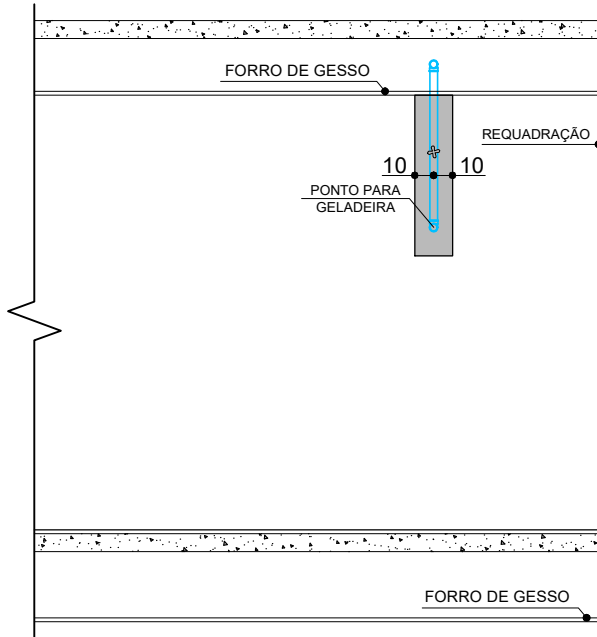 FORRO DE GESSO
REQUADRAÇÃO
10 10
PONTO PARA
GELADEIRA
FORRO DE GESSO